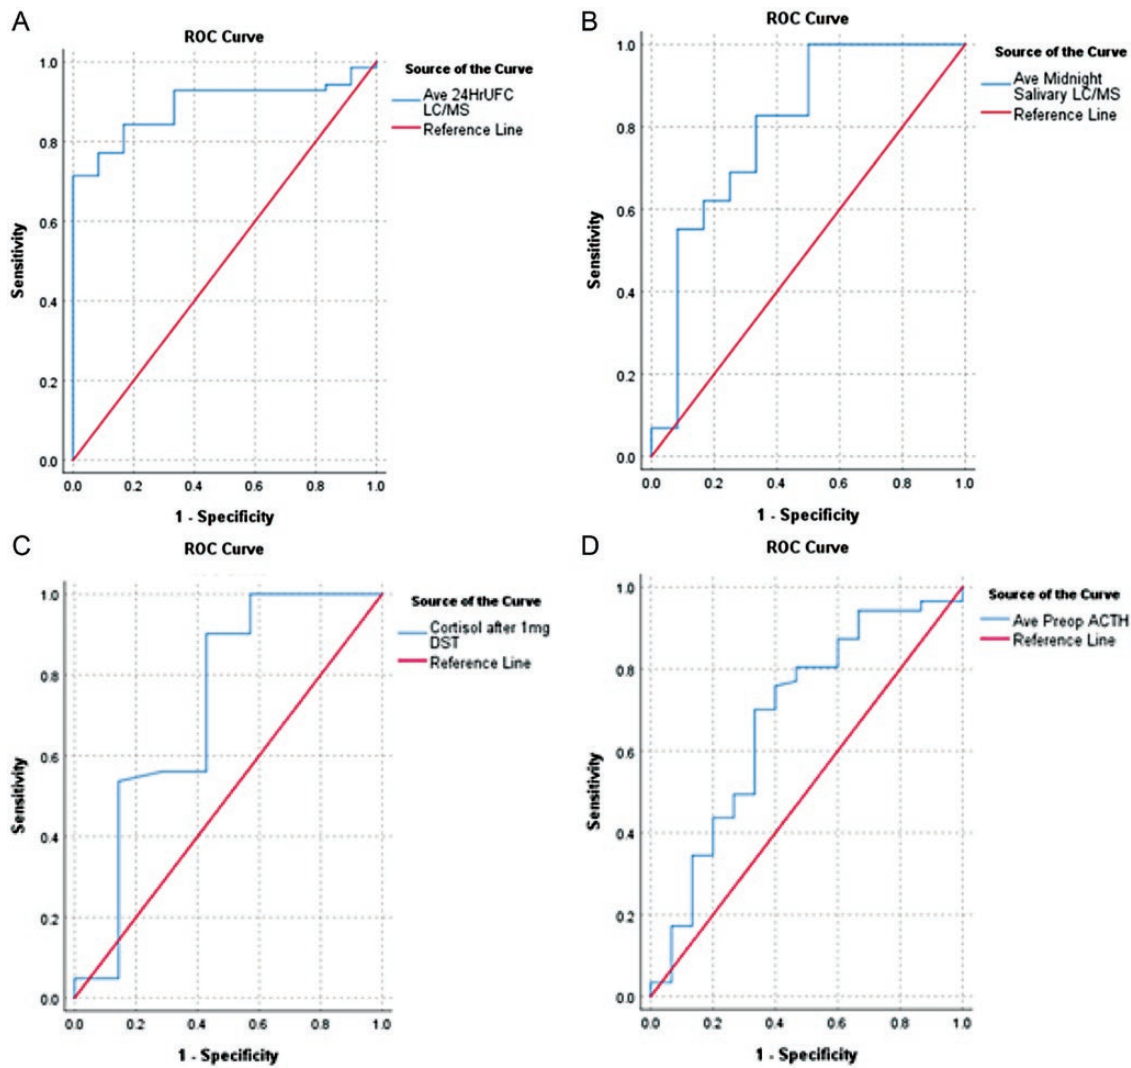 A
ROC Curve
Source of the Curve
Ave 24HrUFC
LC/MS
Reference Line
Sensitivity
1.0
0.8
0.6
0.4
0.2
0.0
0.0 0.2 0.4 0.6 0.8 1.0
1 - Specificity
B
ROC Curve
Source of the Curve
Ave Midnight
Salivary LC/MS
Reference Line
Sensitivity
1.0
0.8
0.6
0.4
0.2
0.0
0.0 0.2 0.4 0.6 0.8 1.0
1 - Specificity
C
ROC Curve
Source of the Curve
Cortisol after 1mg
DST
Reference Line
Sensitivity
1.0
0.8
0.6
0.4
0.2
0.0
0.0 0.2 0.4 0.6 0.8 1.0
1 - Specificity
D
ROC Curve
Source of the Curve
Ave Preop ACTH
Reference Line
Sensitivity
1.0
0.8
0.6
0.4
0.2
0.0
0.0 0.2 0.4 0.6 0.8 1.0
1 - Specificity